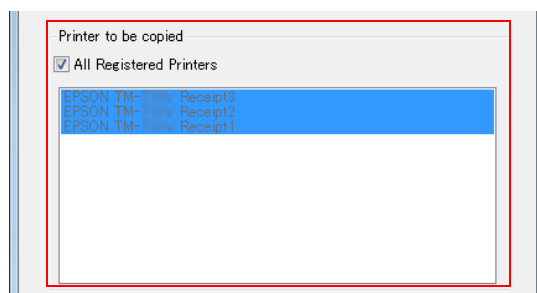 Printer to be copied
All Registered Printers
EPSON TM- Receipt3
EPSON TM- Receipt2
EPSON TM- Receipt1